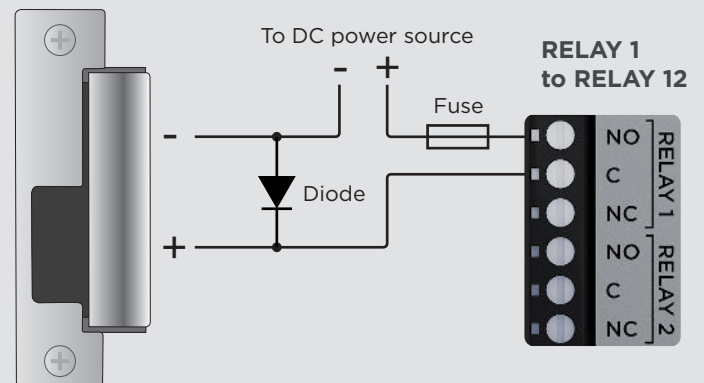 To DC power source
- +
RELAY 1
to RELAY 12
Fuse
-
Diode
+
NO
C
NC
RELAY 1
NO
C
NC
RELAY 2